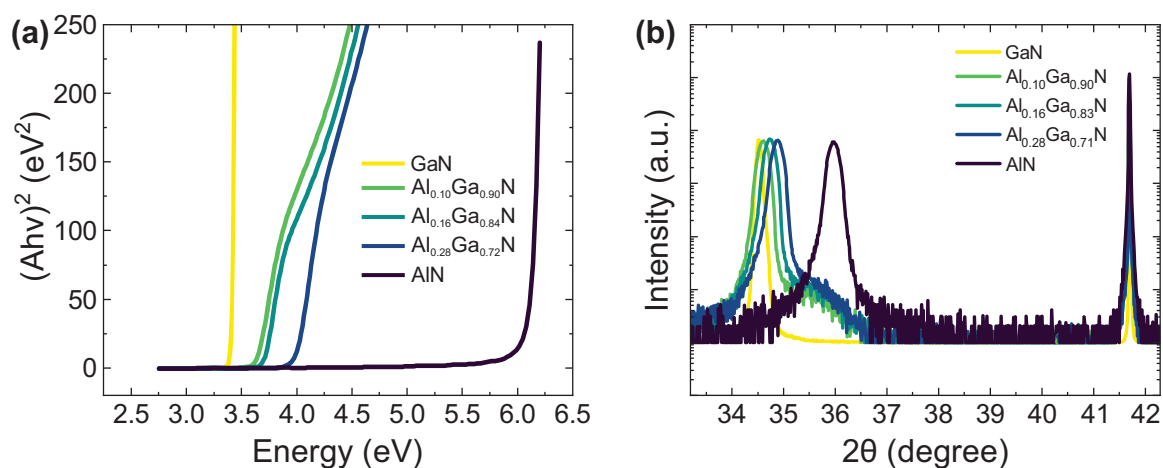 (a)
(Ahv)² (eV²)
250
200
150
100
50
0
GaN
Al₀.₁₀Ga₀.₉₀N
Al₀.₁₆Ga₀.₈₄N
Al₀.₂₈Ga₀.₇₂N
AlN
2.5 3.0 3.5 4.0 4.5 5.0 5.5 6.0 6.5
Energy (eV)
(b)
Intensity (a.u.)
GaN
Al₀.₁₀Ga₀.₉₀N
Al₀.₁₆Ga₀.₈₃N
Al₀.₂₈Ga₀.₇₁N
AlN
34 35 36 37 38 39 40 41 42
2θ (degree)